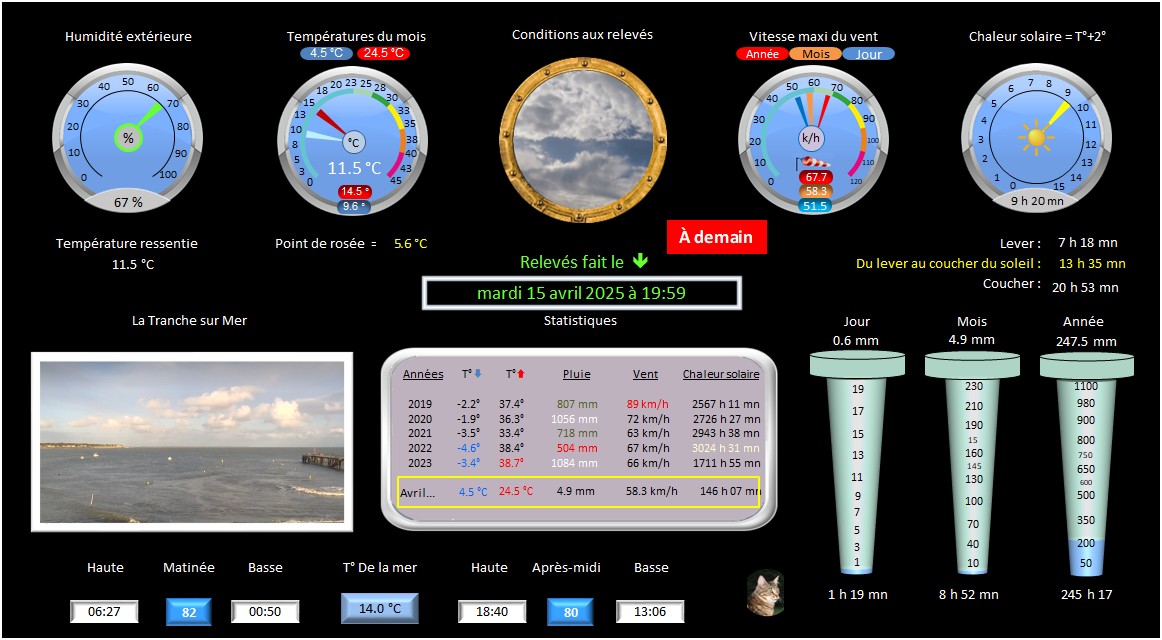 Humidité extérieure
0 10 20 30 40 50 60 70 80 90 100
%
67 %
Températures du mois
4.5 °C 24.5 °C
0 3 5 8 10 13 15 18 20 23 25 28 30 33 35 38 40 43 45
°C
11.5 °C
14.5 °
9.6 °
Conditions aux relevés
Vitesse maxi du vent
Année Mois Jour
0 10 20 30 40 50 60 70 80 90 100 110 120
k/h
67.7
58.3
51.5
Chaleur solaire = T°+2°
0 1 2 3 4 5 6 7 8 9 10 11 12 13 14 15
9 h 20 mn
Température ressentie
11.5 °C
Point de rosée = 5.6 °C
À demain
Relevés fait le
mardi 15 avril 2025 à 19:59
Lever : 7 h 18 mn
Du lever au coucher du soleil : 13 h 35 mn
Coucher : 20 h 53 mn
La Tranche sur Mer
Statistiques
Années T° T° Pluie Vent Chaleur solaire
2019 -2.2° 37.4° 807 mm 89 km/h 2567 h 11 mn
2020 -1.9° 36.3° 1056 mm 72 km/h 2726 h 27 mn
2021 -3.5° 33.4° 718 mm 63 km/h 2943 h 38 mn
2022 -4.6° 38.4° 504 mm 67 km/h 3024 h 31 mn
2023 -3.4° 38.7° 1084 mm 66 km/h 1711 h 55 mn
Avril... 4.5 °C 24.5 °C 4.9 mm 58.3 km/h 146 h 07 mn
Jour
0.6 mm
19
17
15
13
11
9
7
5
3
1
1 h 19 mn
Mois
4.9 mm
230
210
190
15
160
145
130
100
70
40
10
8 h 52 mn
Année
247.5 mm
1100
980
900
800
750
650
600
500
350
200
50
245 h 17
Haute Matinée Basse T° De la mer Haute Après-midi Basse
06:27 82 00:50 14.0 °C 18:40 80 13:06